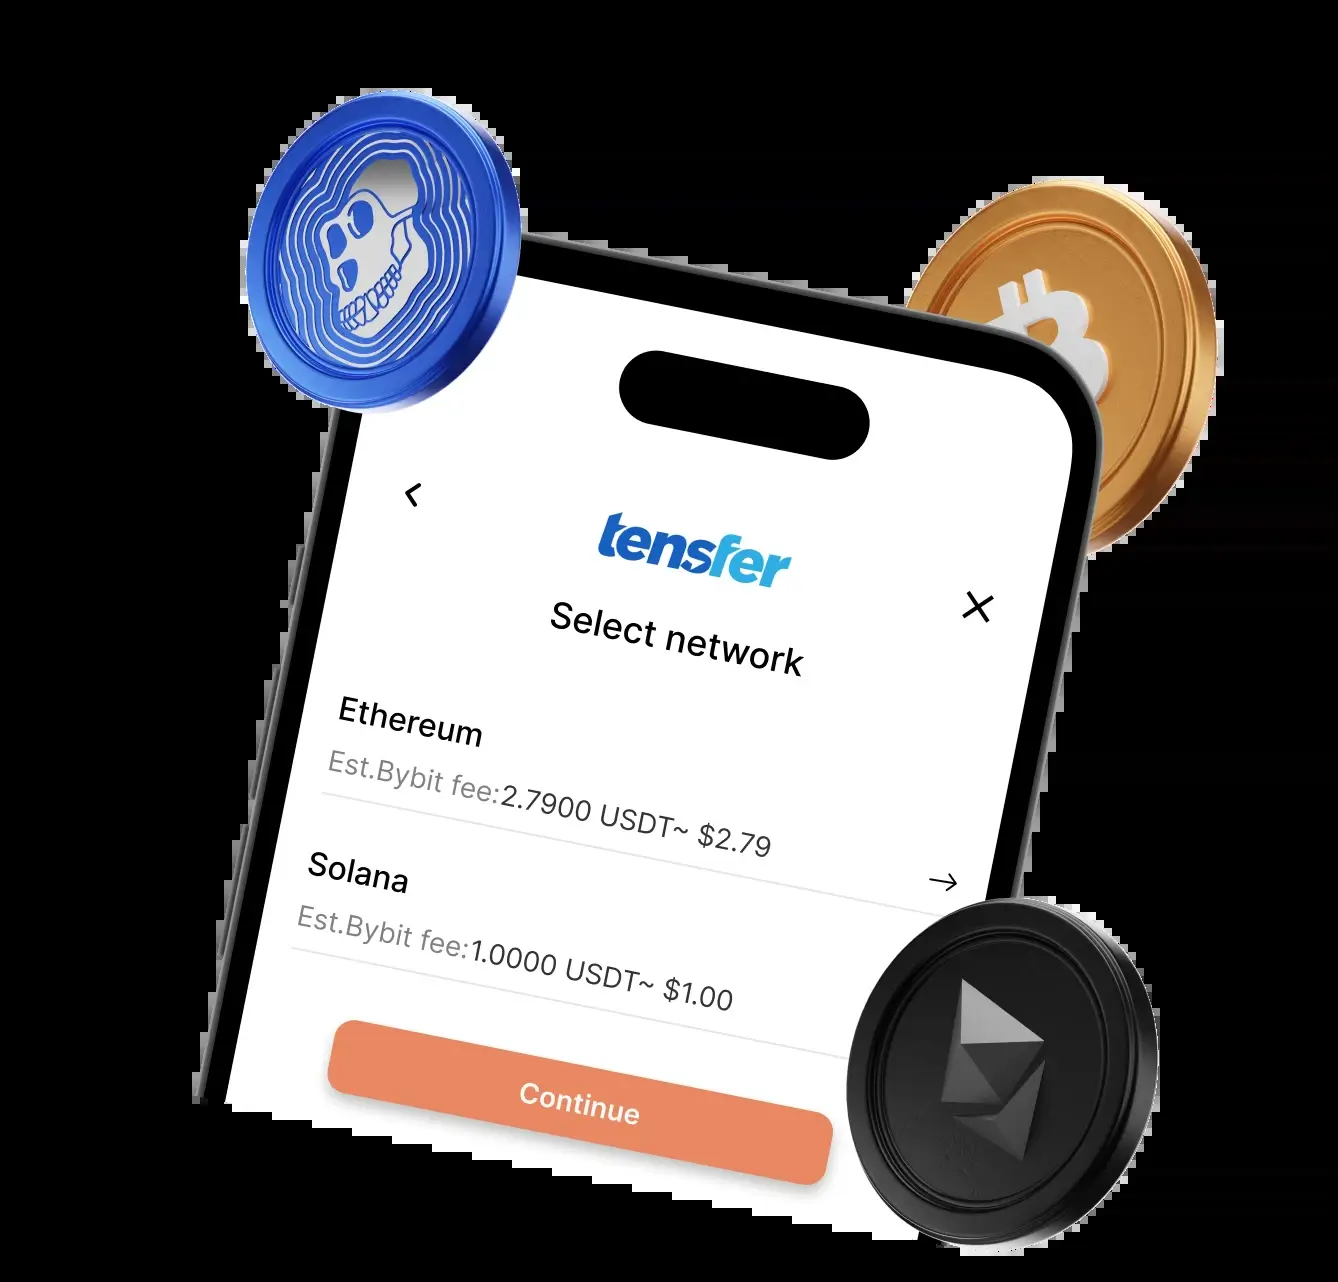 tensfer
Select network
Ethereum
Est.Bybit fee:2.7900 USDT~ $2.79
Solana
Est.Bybit fee:1.0000 USDT~ $1.00
Continue